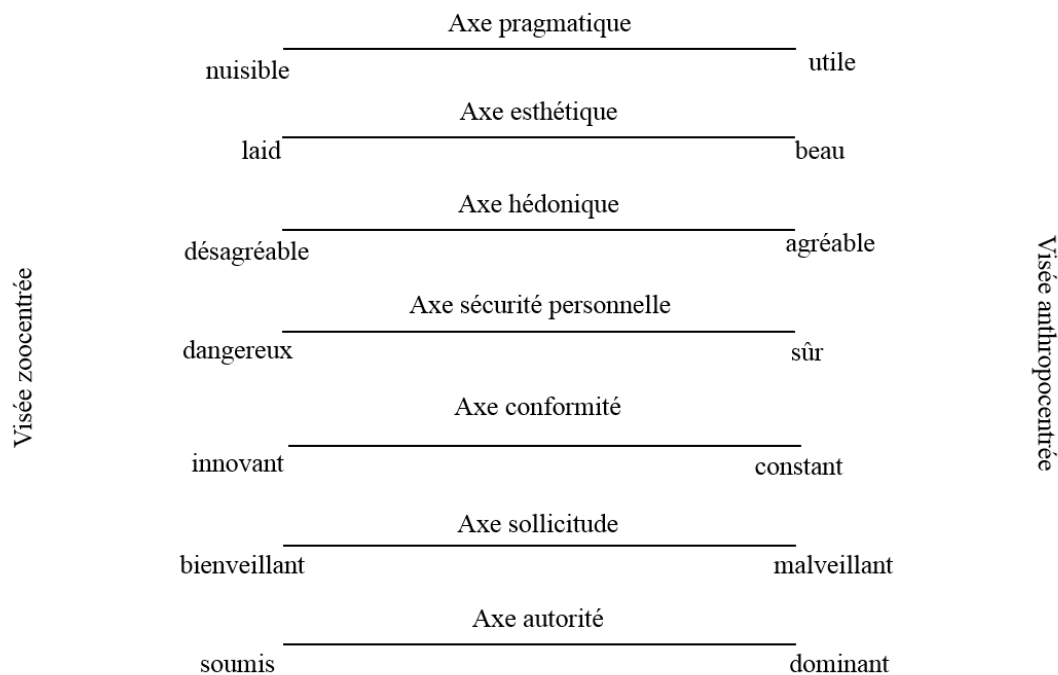 Axe pragmatique
nuisible
utile
Axe esthétique
laid
beau
Axe hédonique
désagréable
agréable
Axe sécurité personnelle
dangereux
sûr
Axe conformité
innovant
constant
Axe sollicitude
bienveillant
malveillant
Axe autorité
soumis
dominant
Visée zoocentrée
Visée anthropocentrée